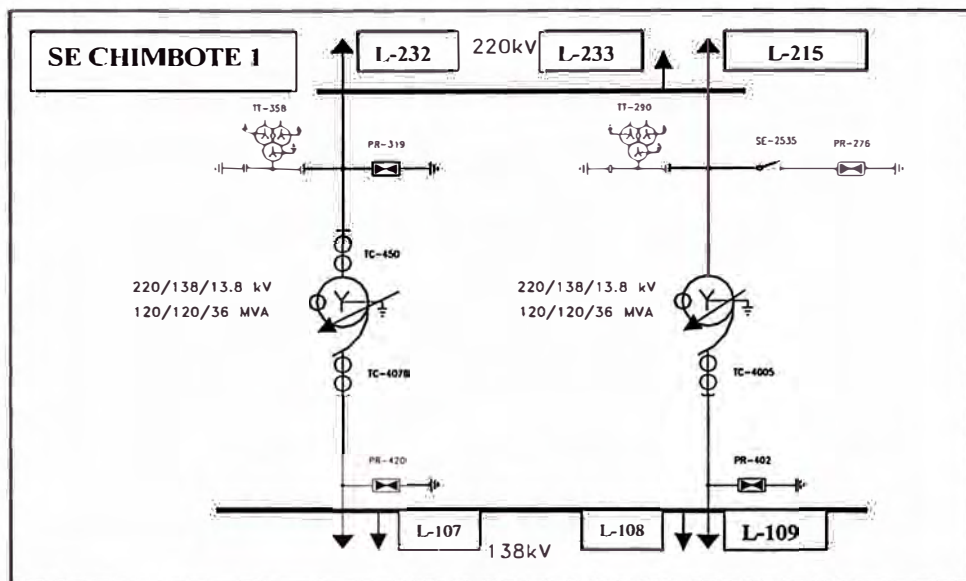 SE CHIMBOTE 1
L-232
220kV
L-233
L-215
TT-358
PR-319
TT-290
SE-2535
PR-276
TC-450
220/138/13.8 kV
120/120/36 MVA
220/138/13.8 kV
120/120/36 MVA
TC-4005
PR-420
PR-402
L-107
138kV
L-108
L-109